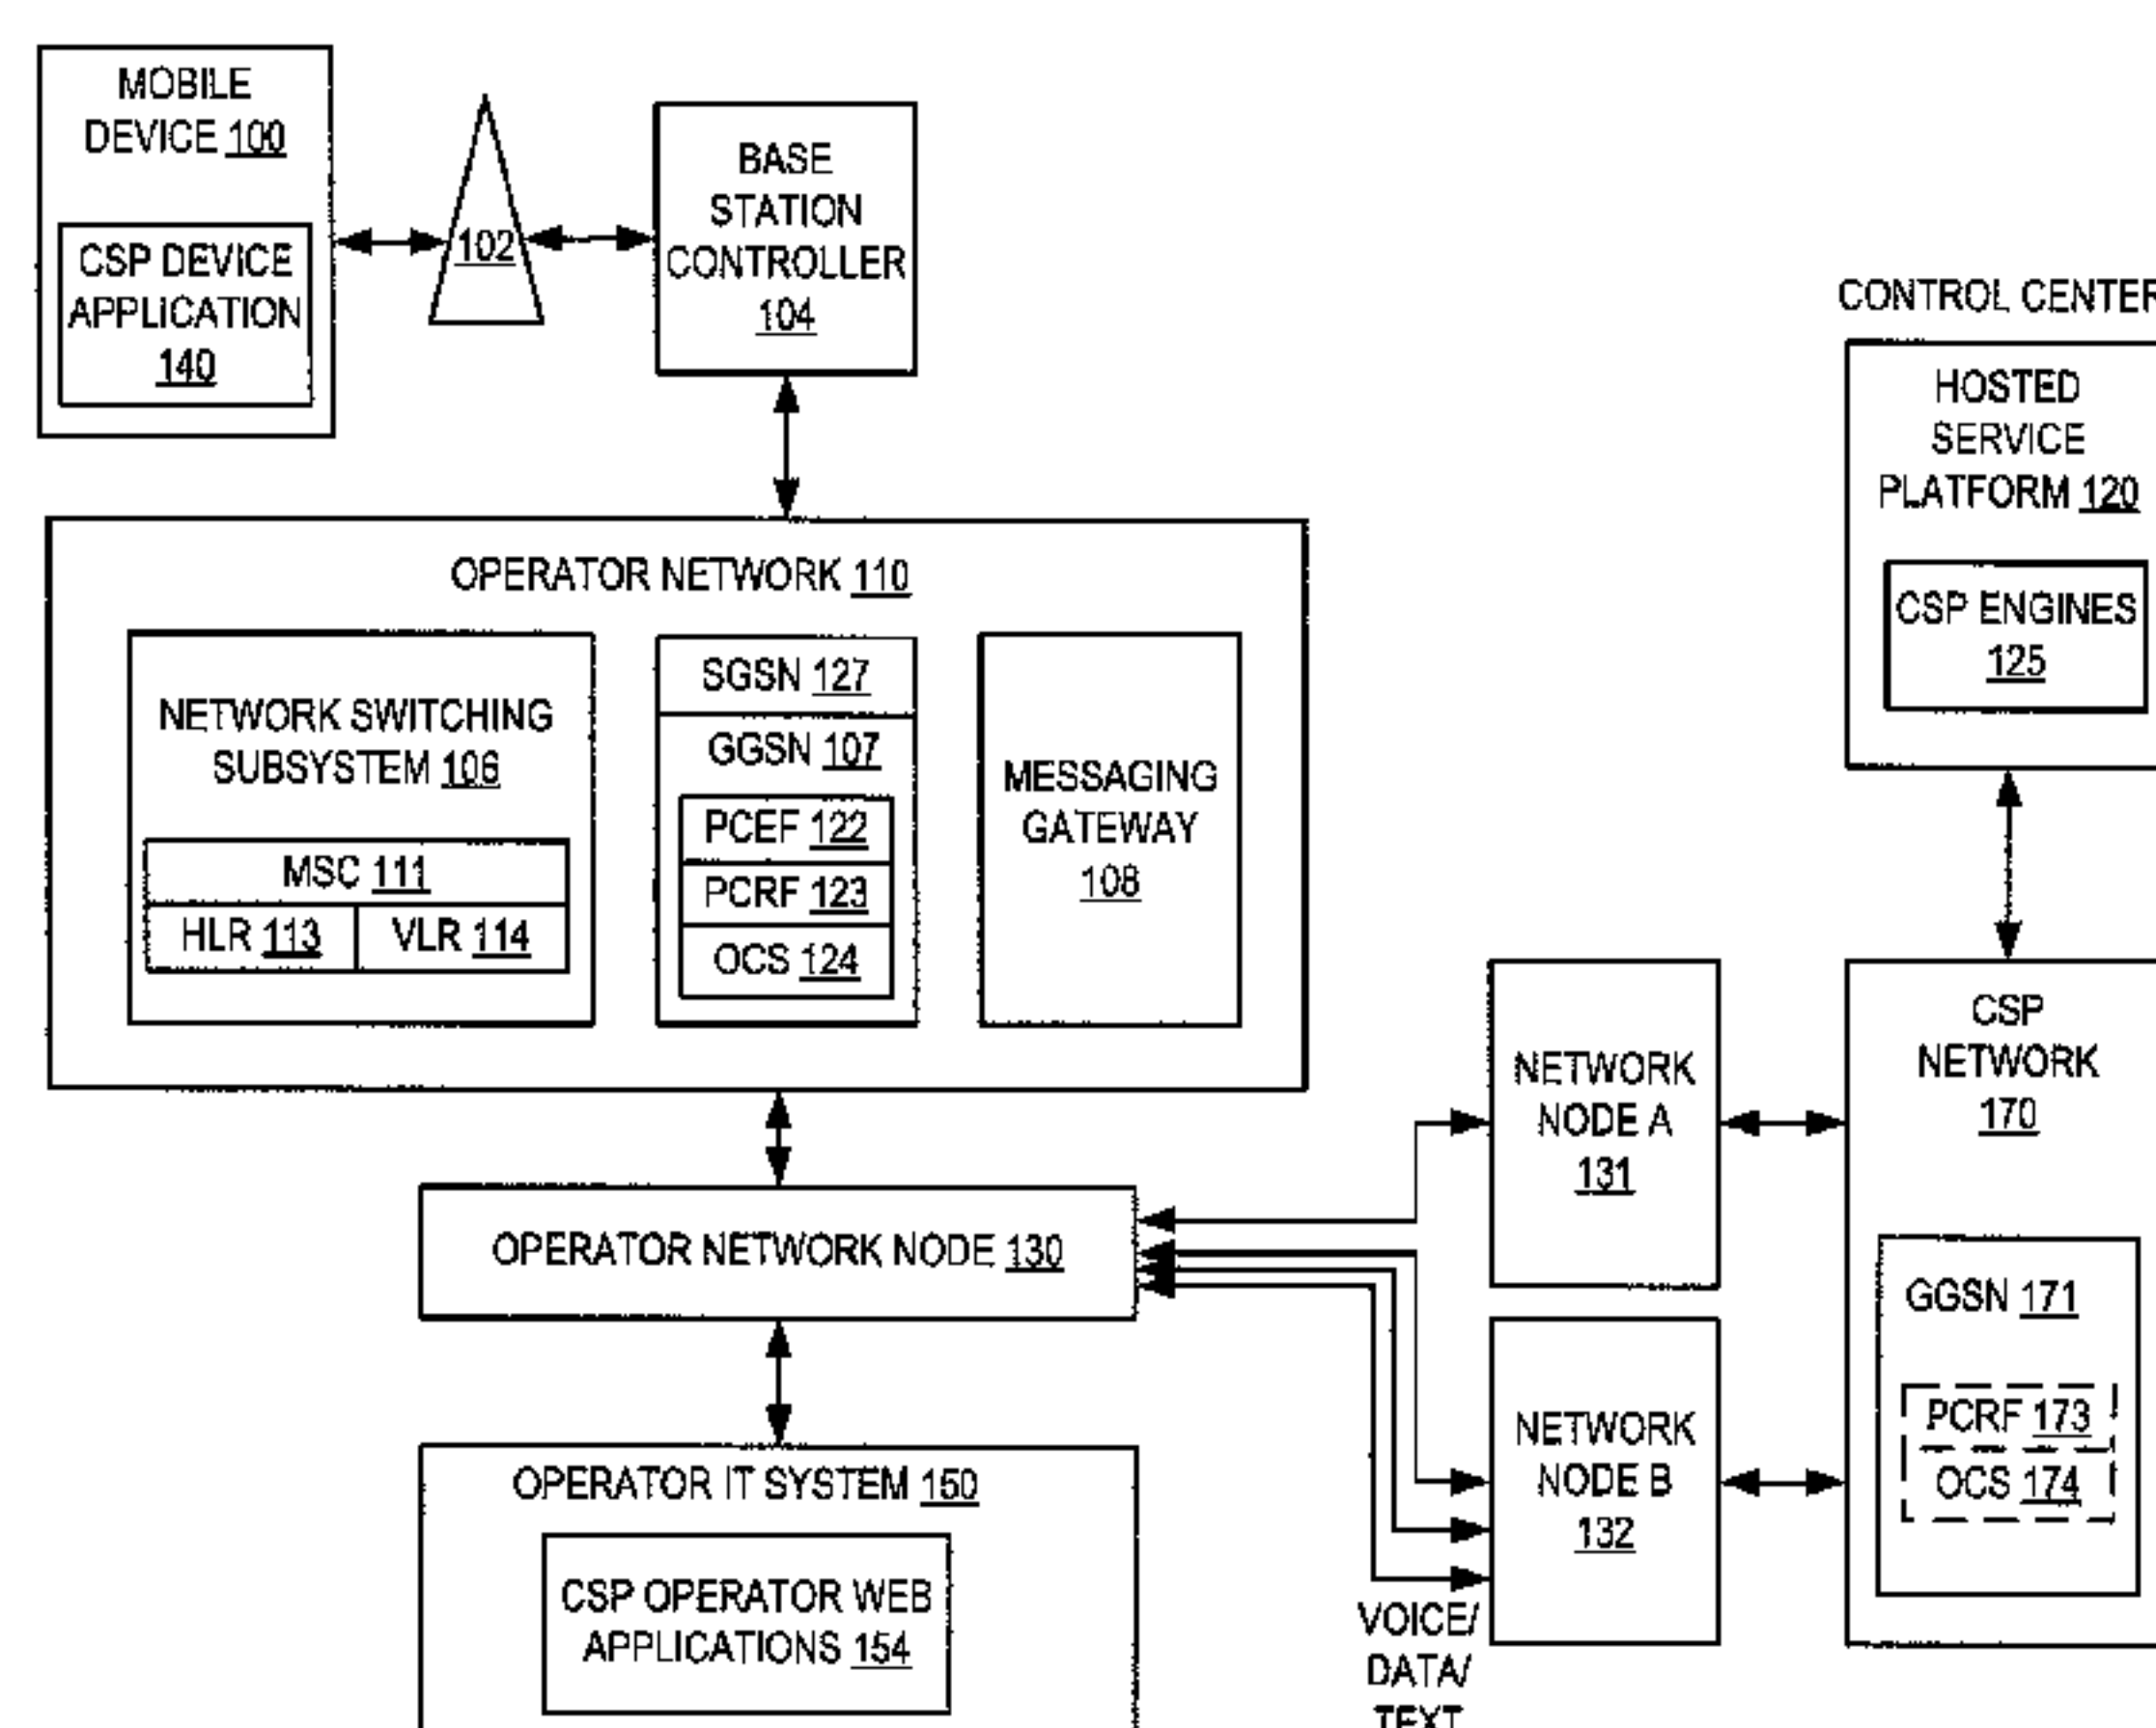 MOBILE
DEVICE 100
CSP DEVICE
APPLICATION
140
102
BASE
STATION
CONTROLLER
104
CONTROL CENTER
HOSTED
SERVICE
PLATFORM 120
CSP ENGINES
125
OPERATOR NETWORK 110
NETWORK SWITCHING
SUBSYSTEM 106
MSC 111
HLR 113
VLR 114
SGSN 127
GGSN 107
PCEF 122
PCRF 123
OCS 124
MESSAGING
GATEWAY
108
NETWORK
NODE A
131
CSP
NETWORK
170
GGSN 171
PCRF 173
OCS 174
OPERATOR NETWORK NODE 130
NETWORK
NODE B
132
VOICE/
DATA/
TEXT
OPERATOR IT SYSTEM 150
CSP OPERATOR WEB
APPLICATIONS 154